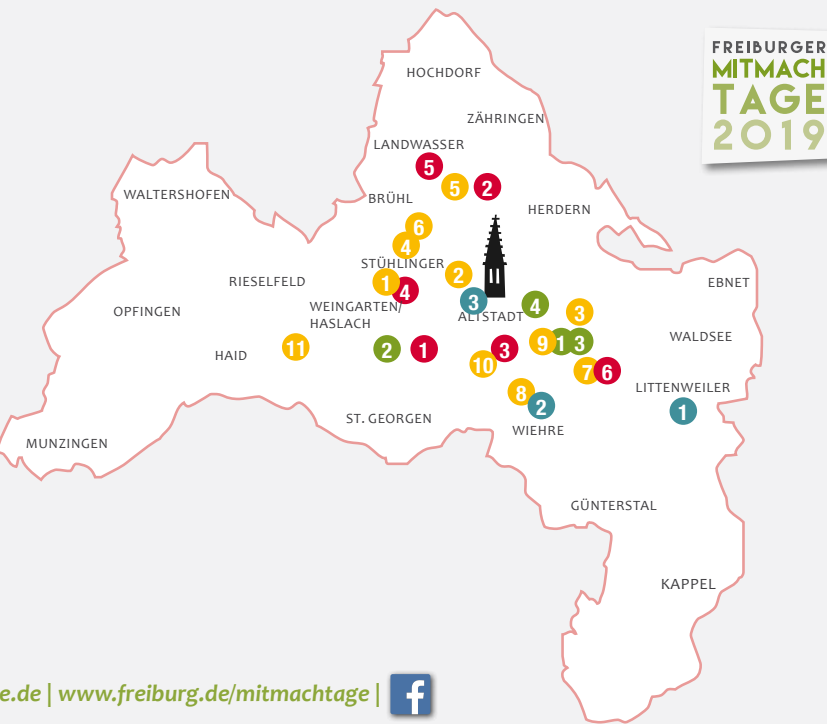 FREIBURGER
MITMACH
TAGE
2019
HOCHDORF
ZÄHRINGEN
LANDWASSER
5
5
2
WALTERSHOFEN
BRÜHL
HERDERN
6
4
STÜHLINGER
2
RIESELFELD
1
4
EBNET
3
4
OPFINGEN
WEINGARTEN/
HASLACH
ALTSTADT
3
WALDSEE
HAID
11
2
1
3
9
1
3
10
7
6
LITTENWEILER
8
2
1
ST. GEORGEN
WIEHRE
MUNZINGEN
GÜNTERSTAL
KAPPEL
e.de | www.freiburg.de/mitmachtage |
f